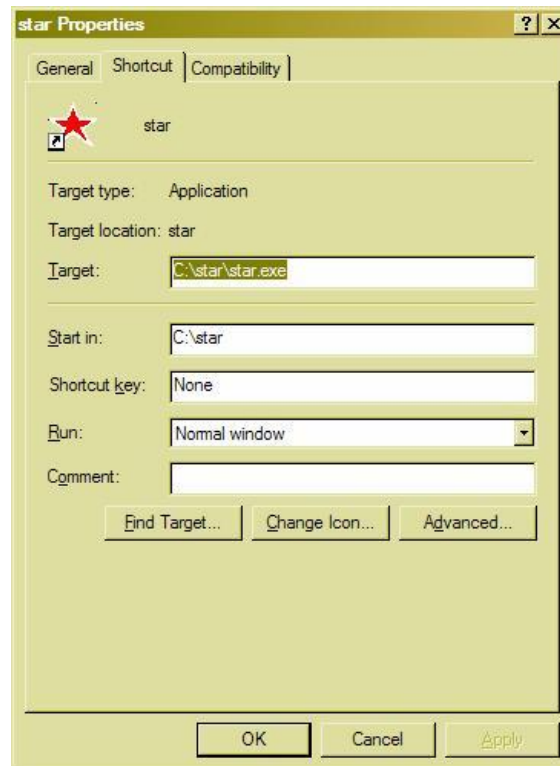 star Properties
General Shortcut Compatibility
star
Target type: Application
Target location: star
Target: C:\star\star.exe
Start in: C:\star
Shortcut key: None
Run: Normal window
Comment:
Find Target... Change Icon... Advanced...
OK Cancel Apply